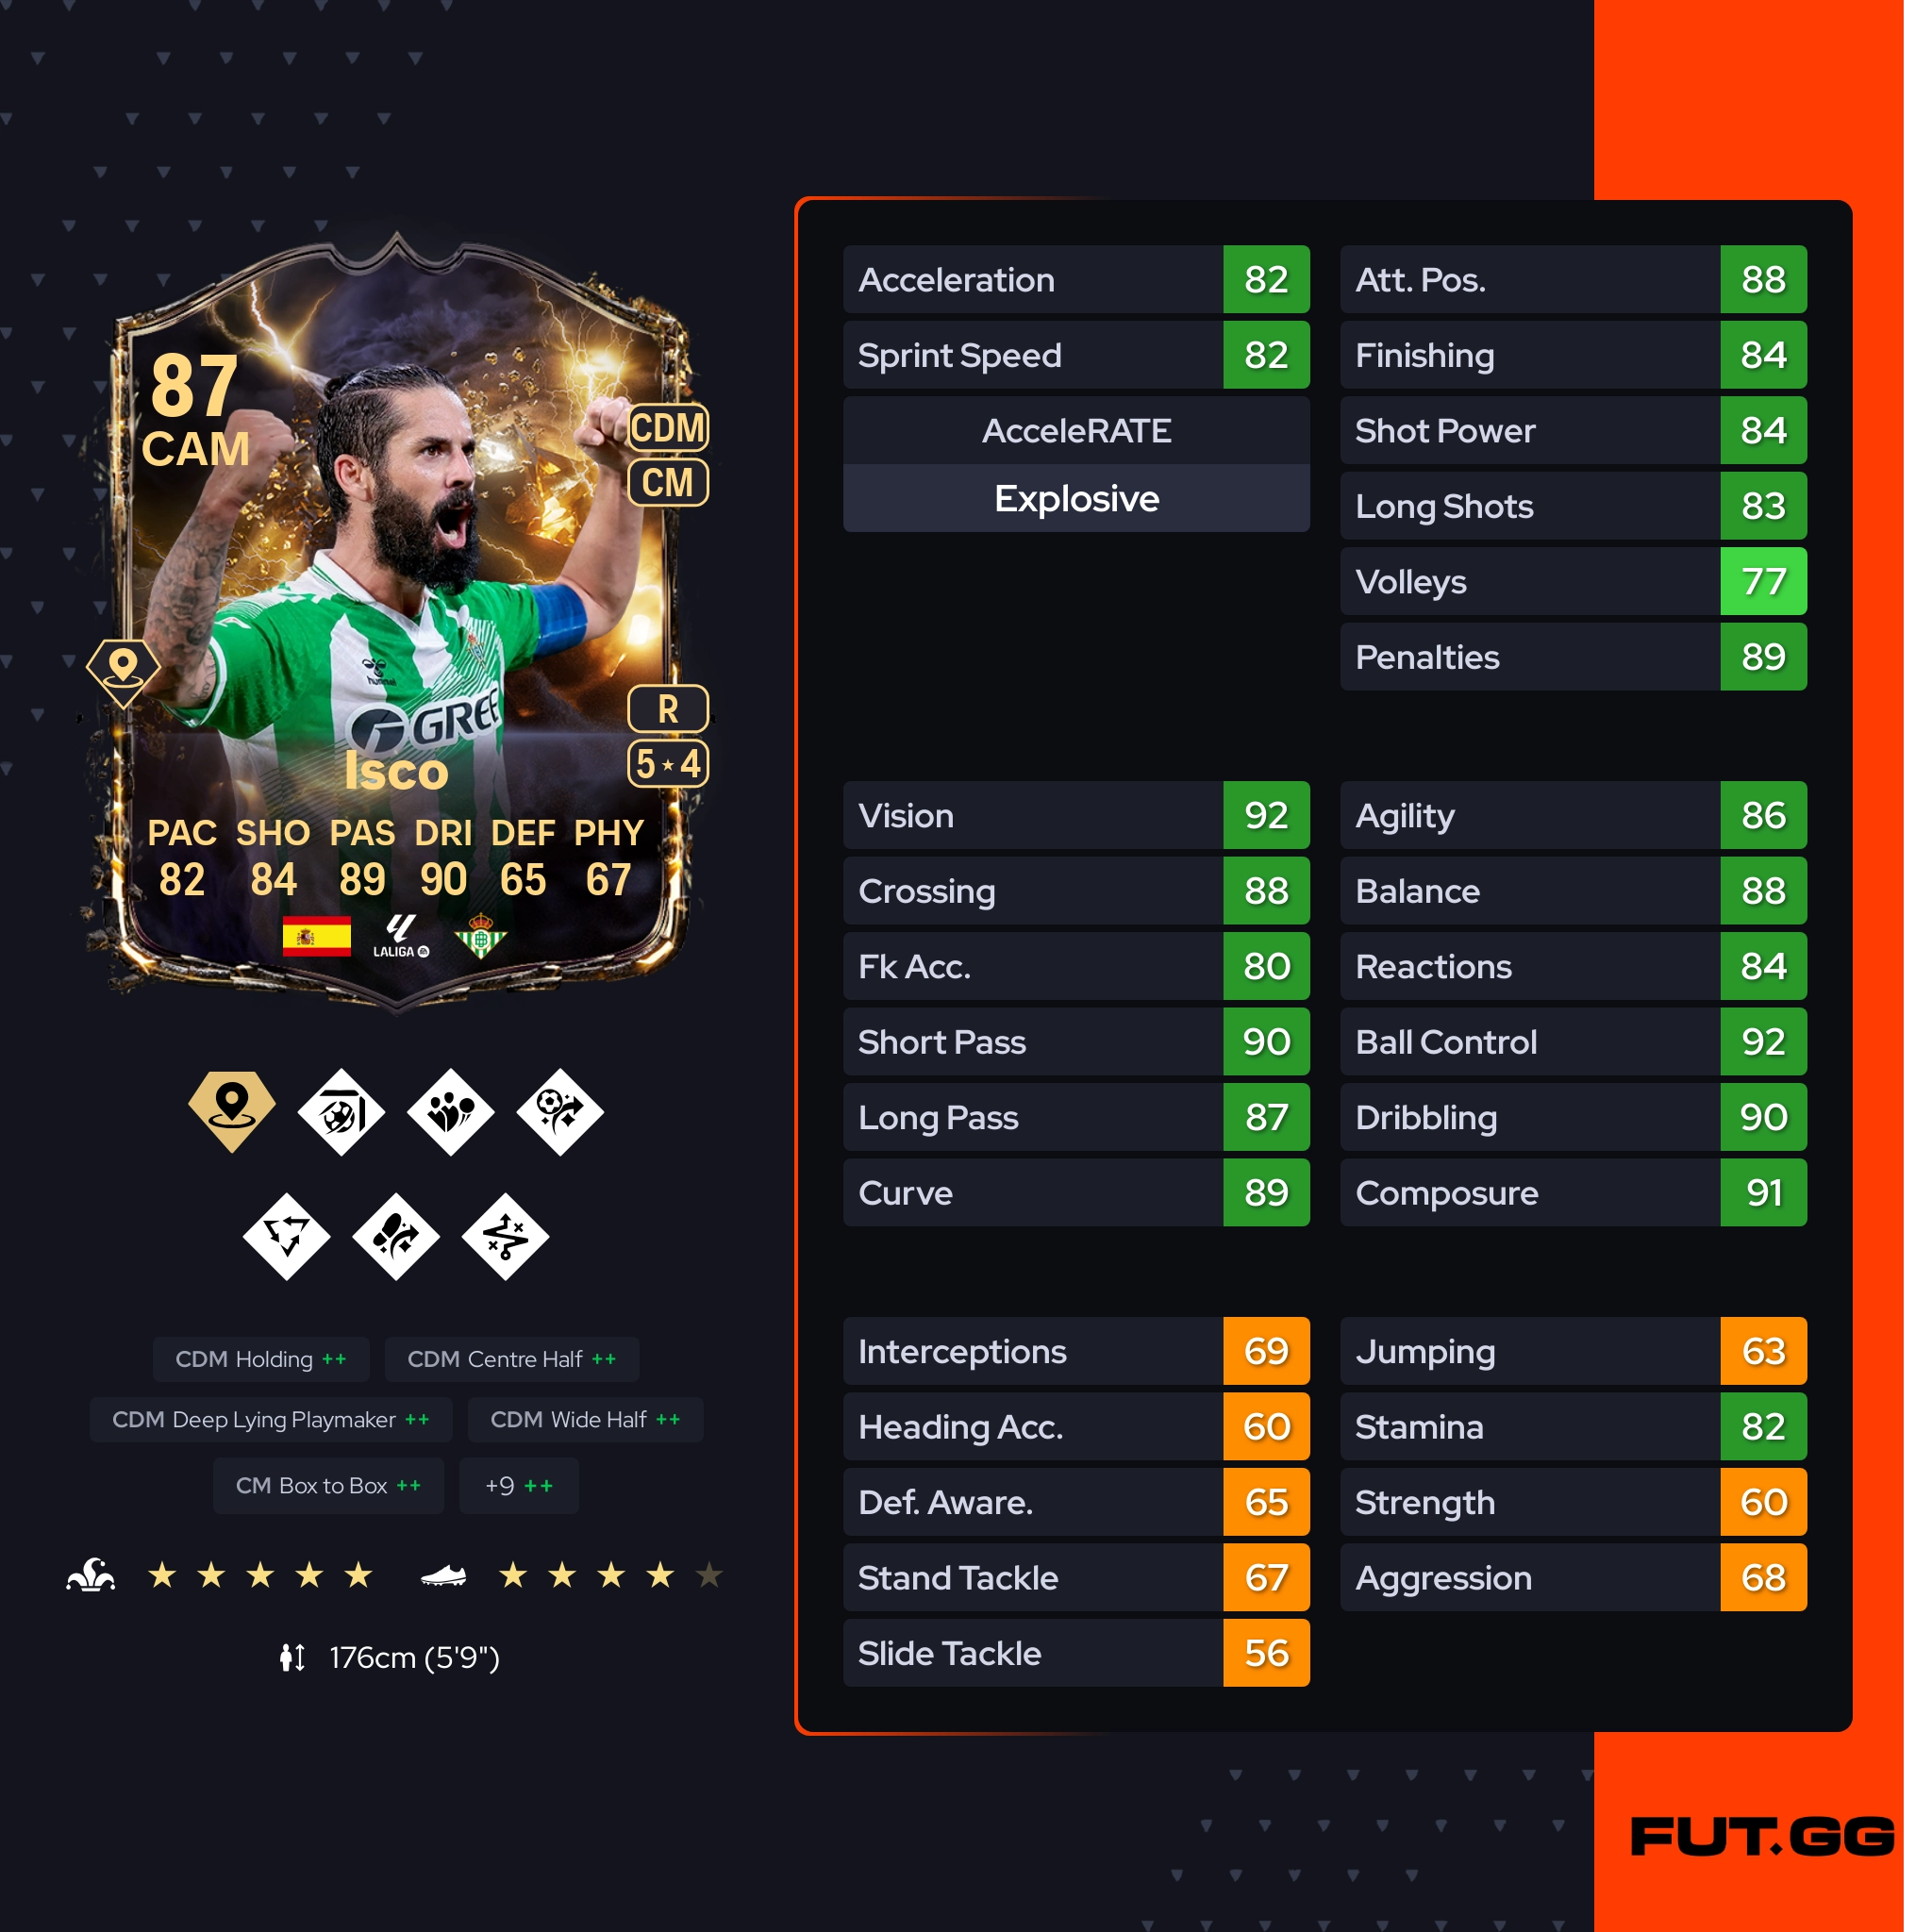 87
CAM
CDM
CM
hummel
GREE
R
5 ★ 4
Isco
PAC SHO PAS DRI DEF PHY
82 84 89 90 65 67
LALIGA
CDM Holding ++
CDM Centre Half ++
CDM Deep Lying Playmaker ++
CDM Wide Half ++
CM Box to Box ++
+9 ++
176cm (5'9")
Acceleration 82
Sprint Speed 82
AcceleRATE
Explosive
Att. Pos. 88
Finishing 84
Shot Power 84
Long Shots 83
Volleys 77
Penalties 89
Vision 92
Crossing 88
Fk Acc. 80
Short Pass 90
Long Pass 87
Curve 89
Agility 86
Balance 88
Reactions 84
Ball Control 92
Dribbling 90
Composure 91
Interceptions 69
Heading Acc. 60
Def. Aware. 65
Stand Tackle 67
Slide Tackle 56
Jumping 63
Stamina 82
Strength 60
Aggression 68
FUT.GG